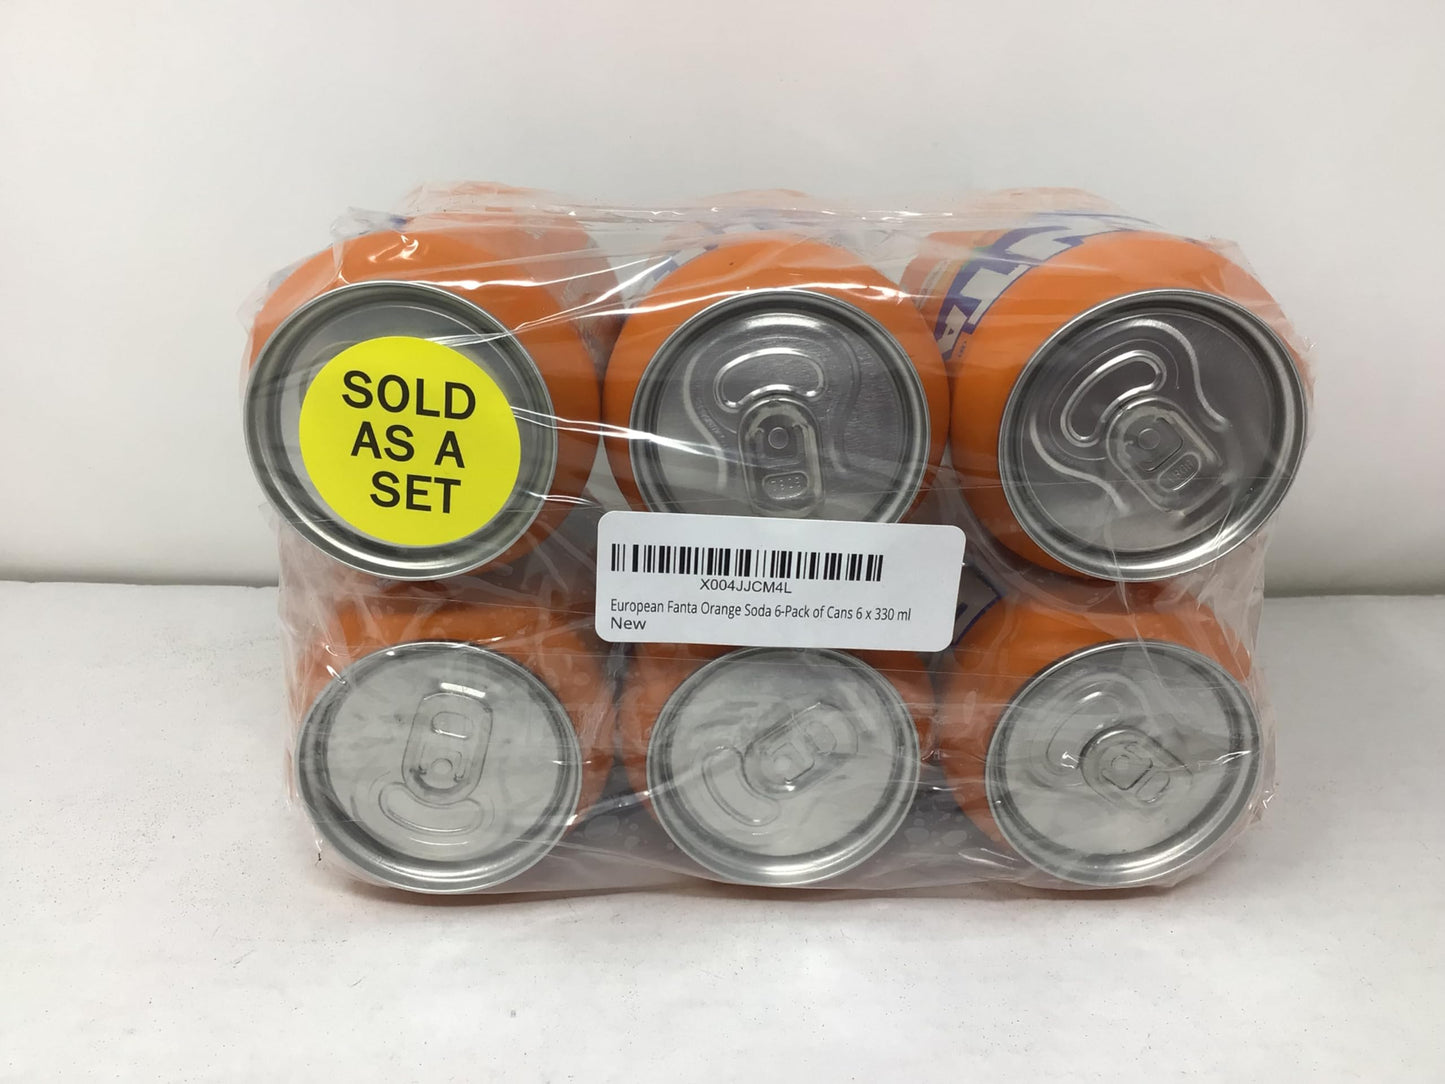 SOLD
AS A
SET
X004JJCM4L
European Fanta Orange Soda 6-Pack of Cans 6 x 330 ml
New